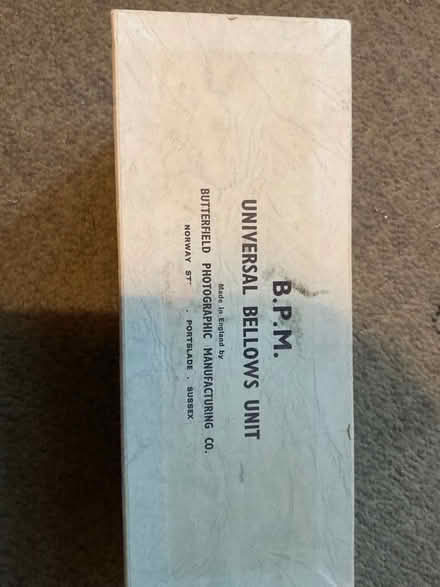 B.P.M.
UNIVERSAL BELLOWS UNIT
Made in England by
BUTTERFIELD PHOTOGRAPHIC MANUFACTURING CO.
NORWAY ST . PORTSLADE . SUSSEX